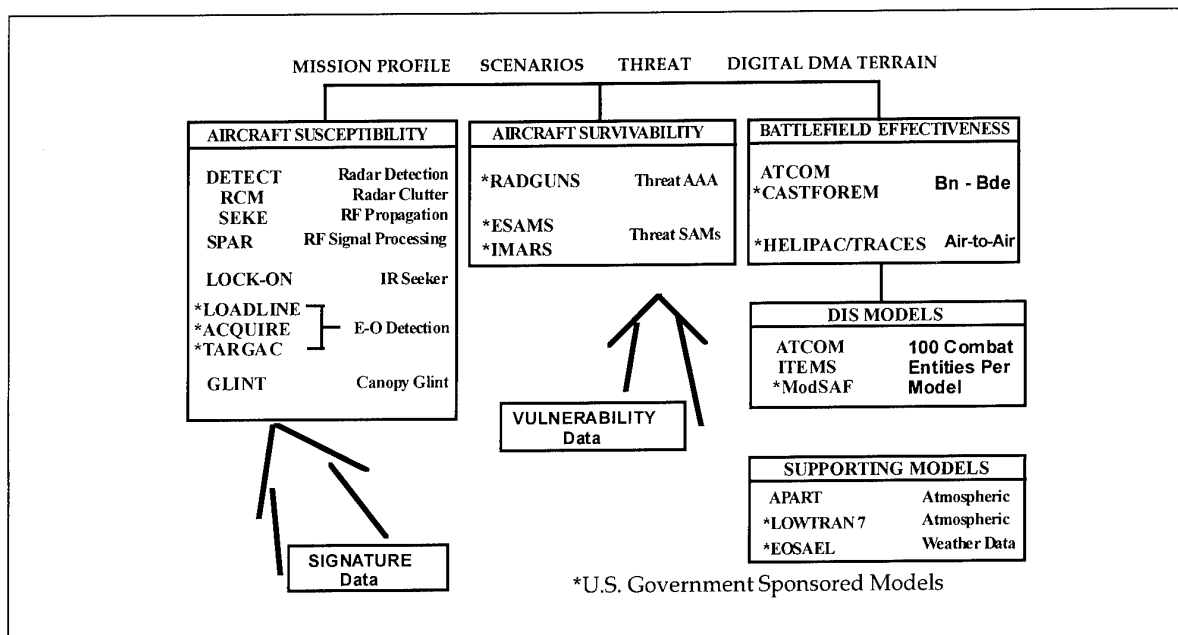 MISSION PROFILE SCENARIOS THREAT DIGITAL DMA TERRAIN
AIRCRAFT SUSCEPTIBILITY
DETECT Radar Detection
RCM Radar Clutter
SEKE RF Propagation
SPAR RF Signal Processing
LOCK-ON IR Seeker
*LOADLINE
*ACQUIRE E-O Detection
*TARGAC
GLINT Canopy Glint
AIRCRAFT SURVIVABILITY
*RADGUNS Threat AAA
*ESAMS
*IMARS Threat SAMs
BATTLEFIELD EFFECTIVENESS
ATCOM
*CASTFOREM Bn - Bde
*HELIPAC/TRACES Air-to-Air
DIS MODELS
ATCOM 100 Combat
ITEMS Entities Per
*ModSAF Model
VULNERABILITY
Data
SUPPORTING MODELS
APART Atmospheric
*LOWTRAN 7 Atmospheric
*EOSAEL Weather Data
SIGNATURE
Data
*U.S. Government Sponsored Models